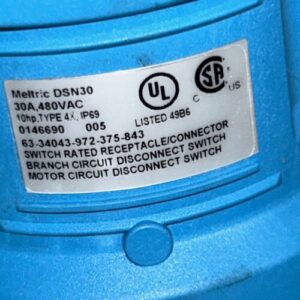 Meltric DSN30
30A,480VAC
10hp,TYPE 4X, IP69
0146690 005
UL
LISTED 49B6
SA
C US
63-34043-972-375-843
SWITCH RATED RECEPTACLE/CONNECTOR
BRANCH CIRCUIT DISCONNECT SWITCH
MOTOR CIRCUIT DISCONNECT SWITCH